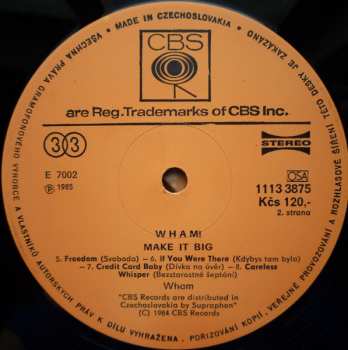 • MADE IN CZECHOSLOVAKIA • VŠECHNA PRÁVA GRAMOFONOVÉHO VÝROBCE A VLASTNÍKŮ AUTORSKÝCH PRÁV K DÍLU VYHRAŽENA. POŘIZOVÁNÍ KOPIÍ, VEŘEJNÉ PROVOZOVÁNÍ A ROZHLASOVÉ ŠÍŘENÍ TÉTO DESKY JE ZAKÁZÁNO
CBS
are Reg.Trademarks of CBS Inc.
33
STEREO
E 7002
OSA
Ⓟ 1985
1113 3875
Kčs 120,-
2. strana
WHAM!
MAKE IT BIG
5. Freedom (Svoboda) – 6. If You Were There (Kdybys tam byla)
– 7. Credit Card Baby (Dívka na úvěr) – 8. Careless
Whisper (Bezstarostné šeptání)
Wham
"CBS Records are distributed in
Czechoslovakia by Supraphon"
(C) 1984 CBS Records